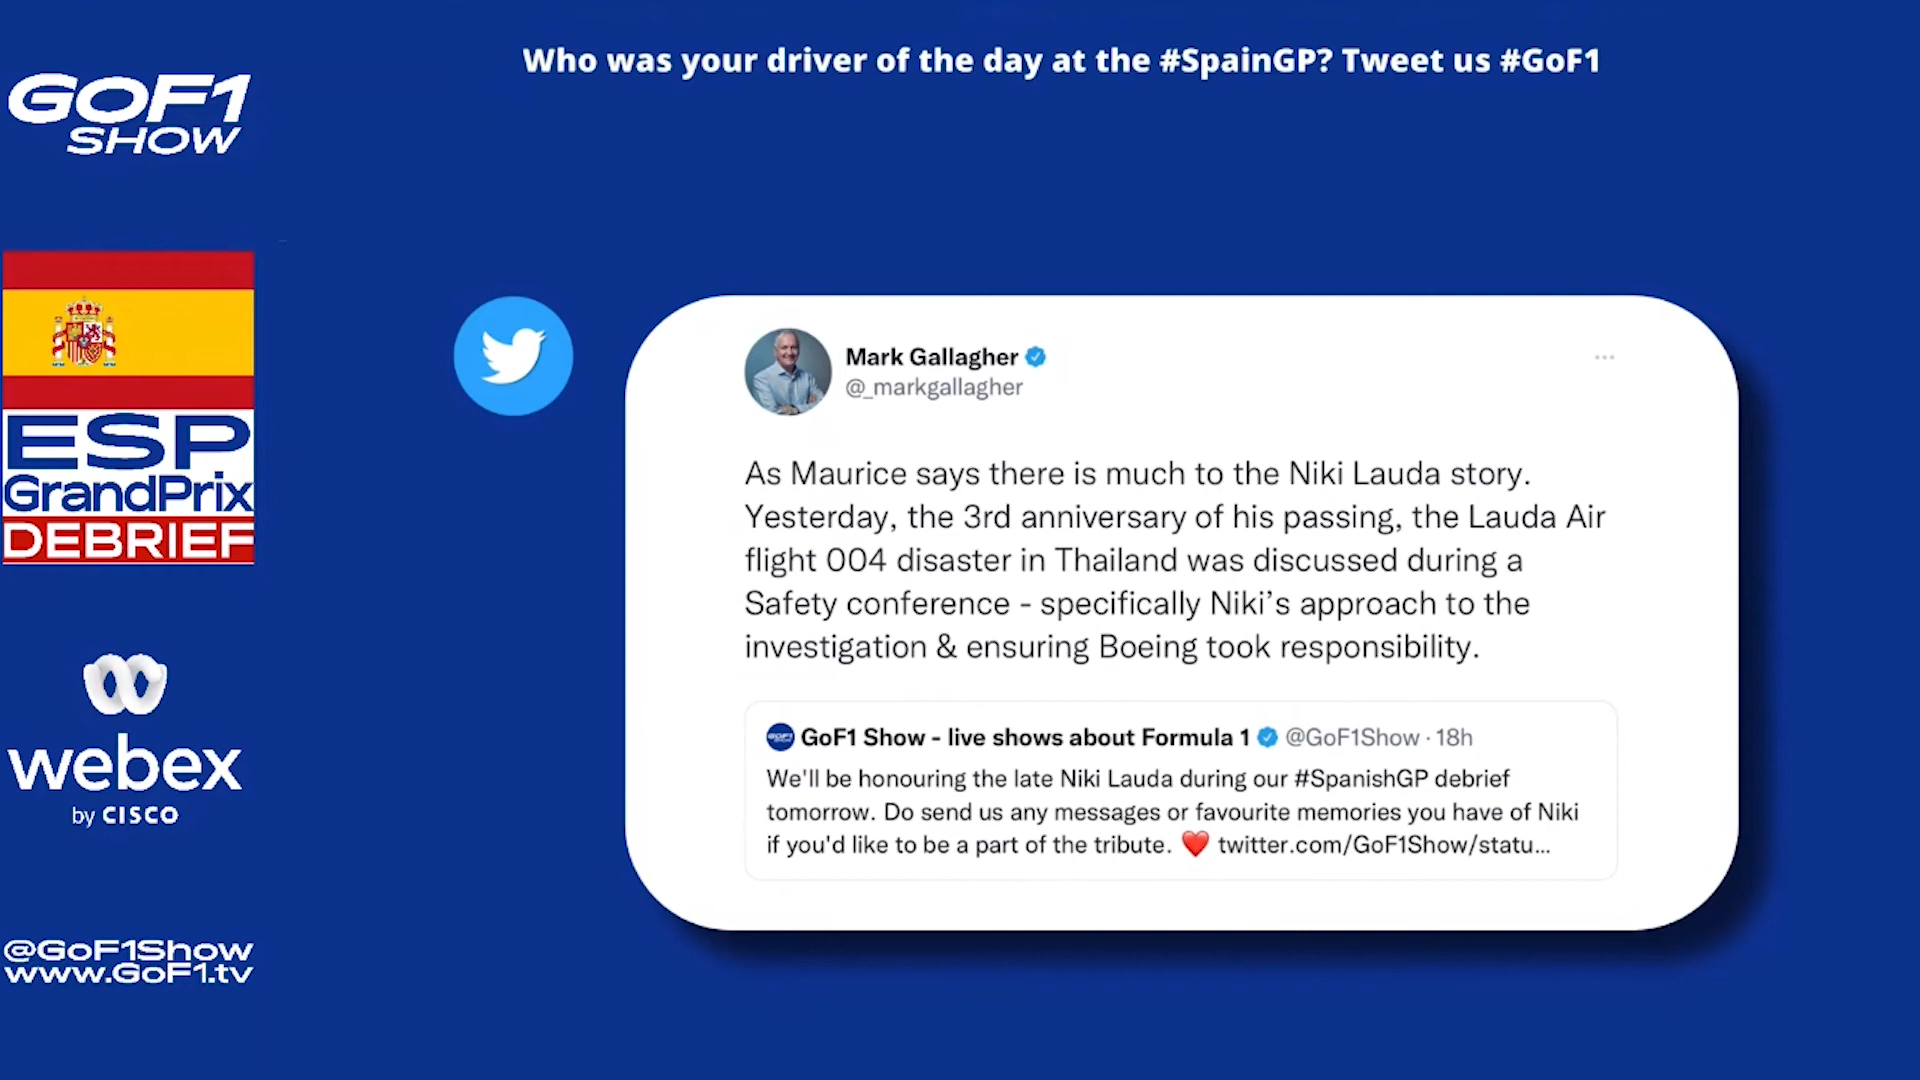 Who was your driver of the day at the #SpainGP? Tweet us #GoF1
GOF1
SHOW
ESP
GrandPrix
DEBRIEF
webex
by CISCO
@GoF1Show
www.GoF1.tv
Mark Gallagher
@_markgallagher
As Maurice says there is much to the Niki Lauda story.
Yesterday, the 3rd anniversary of his passing, the Lauda Air
flight 004 disaster in Thailand was discussed during a
Safety conference - specifically Niki’s approach to the
investigation & ensuring Boeing took responsibility.
GoF1 Show - live shows about Formula 1 @GoF1Show · 18h
We'll be honouring the late Niki Lauda during our #SpanishGP debrief
tomorrow. Do send us any messages or favourite memories you have of Niki
if you'd like to be a part of the tribute. ❤️ twitter.com/GoF1Show/statu...